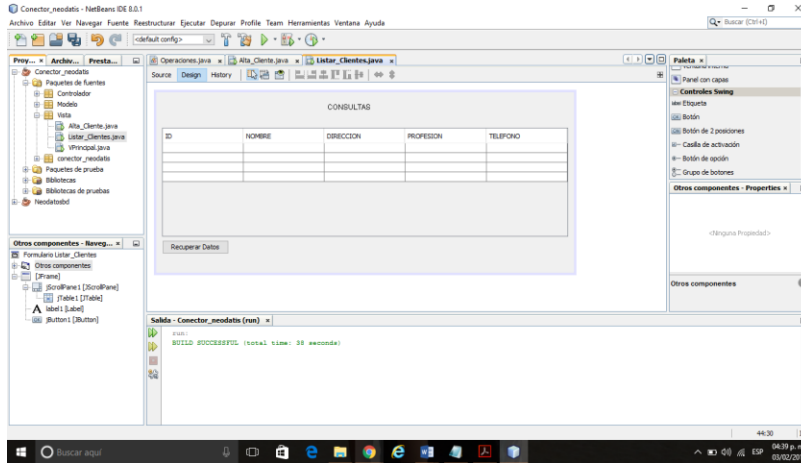 Conector_neodatis - NetBeans IDE 8.0.1
Archivo Editar Ver Navegar Fuente Reestructurar Ejecutar Depurar Profile Team Herramientas Ventana Ayuda
Buscar (Ctrl+I)
<default config>
Proy... Archiv... Presta...
Conector_neodatis
Paquetes de fuentes
Controlador
Modelo
Vista
Alta_Cliente.java
Listar_Clientes.java
VPrincipal.java
conector_neodatis
Paquetes de prueba
Bibliotecas
Bibliotecas de pruebas
Neodatosbd
Otros componentes - Naveg...
Formulario Listar_Clientes
Otros componentes
[JFrame]
jScrollPane1 [JScrollPane]
jTable1 [JTable]
label1 [Label]
jButton1 [JButton]
Operaciones.java Alta_Cliente.java Listar_Clientes.java
Source Design History
CONSULTAS
ID NOMBRE DIRECCION PROFESION TELEFONO
Recuperar Datos
Salida - Conector_neodatis (run)
run:
BUILD SUCCESSFUL (total time: 38 seconds)
Paleta
Panel con capas
Controles Swing
Etiqueta
Botón
Botón de 2 posiciones
Casilla de activación
Botón de opción
Grupo de botones
Otros componentes - Properties
<Ninguna Propiedad>
Otros componentes
44:30
Buscar aquí
ESP
04:39 p.
03/02/20